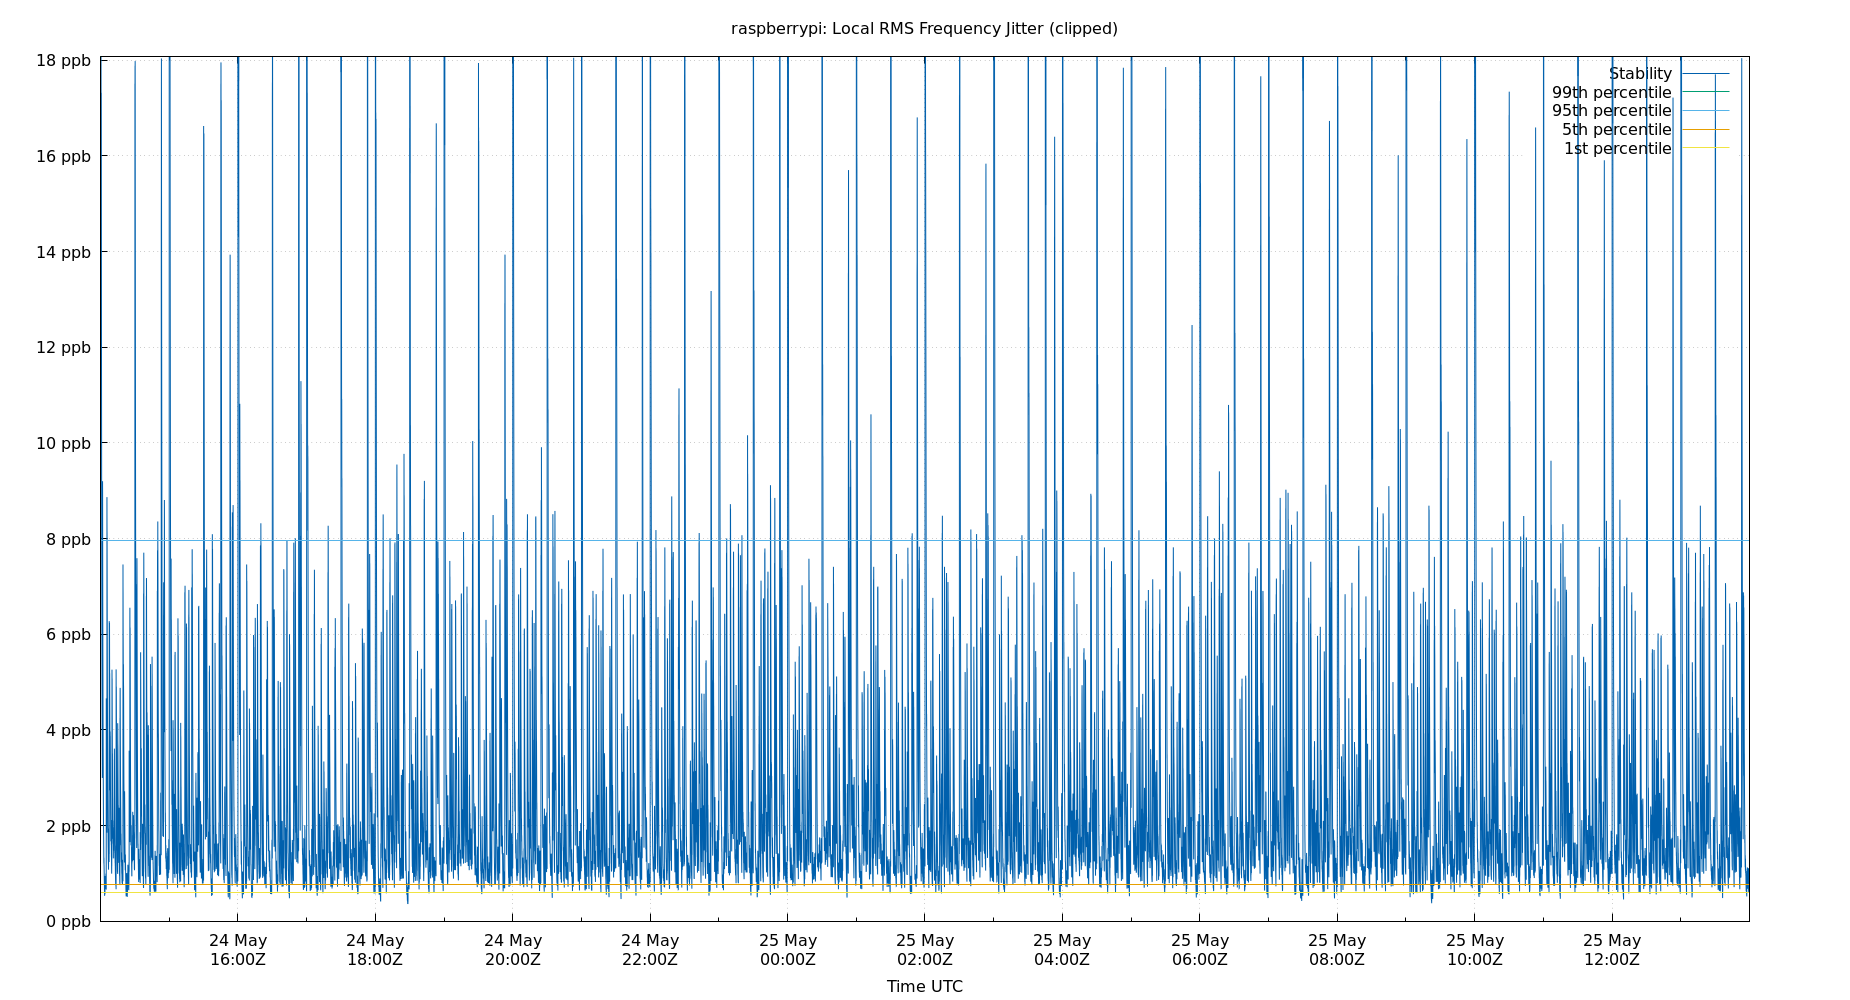 raspberrypi: Local RMS Frequency Jitter (clipped)
18 ppb
16 ppb
14 ppb
12 ppb
10 ppb
8 ppb
6 ppb
4 ppb
2 ppb
0 ppb
Stability
99th percentile
95th percentile
5th percentile
1st percentile
24 May
16:00Z
24 May
18:00Z
24 May
20:00Z
24 May
22:00Z
25 May
00:00Z
25 May
02:00Z
25 May
04:00Z
25 May
06:00Z
25 May
08:00Z
25 May
10:00Z
25 May
12:00Z
Time UTC